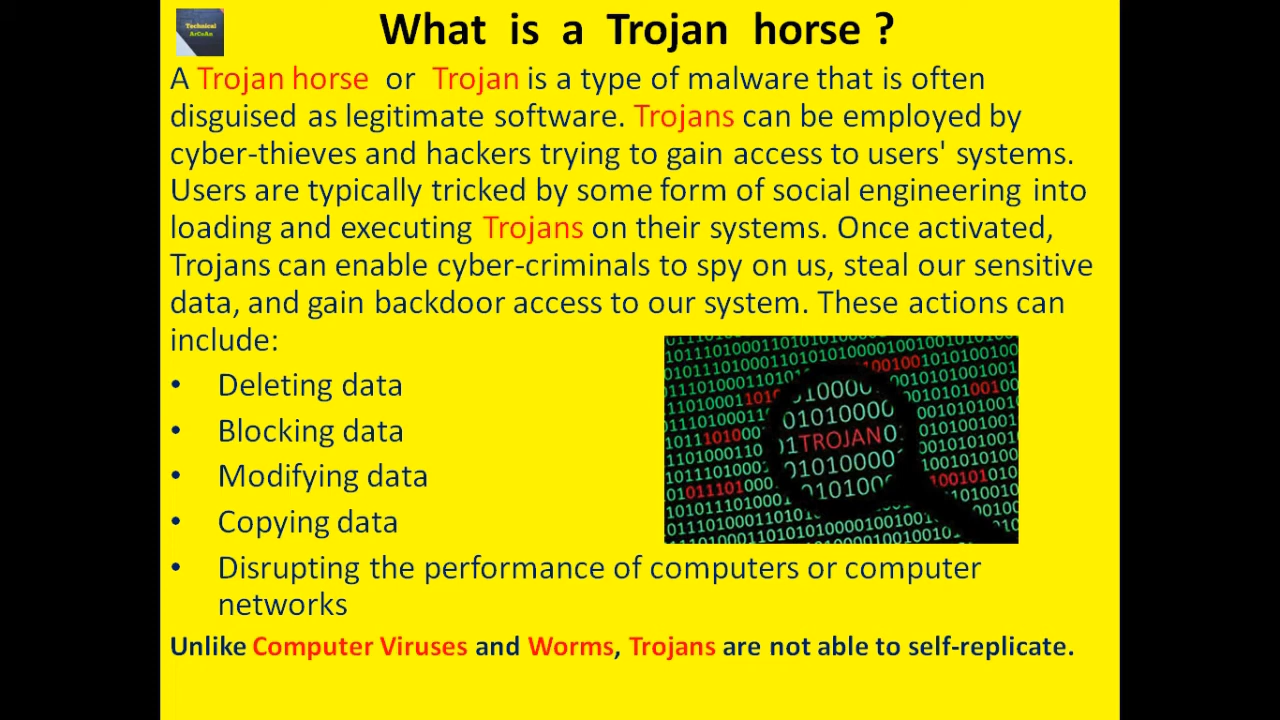 Technical
ArCoAn
What is a Trojan horse ?
A Trojan horse or Trojan is a type of malware that is often
disguised as legitimate software. Trojans can be employed by
cyber-thieves and hackers trying to gain access to users' systems.
Users are typically tricked by some form of social engineering into
loading and executing Trojans on their systems. Once activated,
Trojans can enable cyber-criminals to spy on us, steal our sensitive
data, and gain backdoor access to our system. These actions can
include:
• Deleting data
• Blocking data
• Modifying data
• Copying data
• Disrupting the performance of computers or computer
networks
TROJAN
Unlike Computer Viruses and Worms, Trojans are not able to self-replicate.